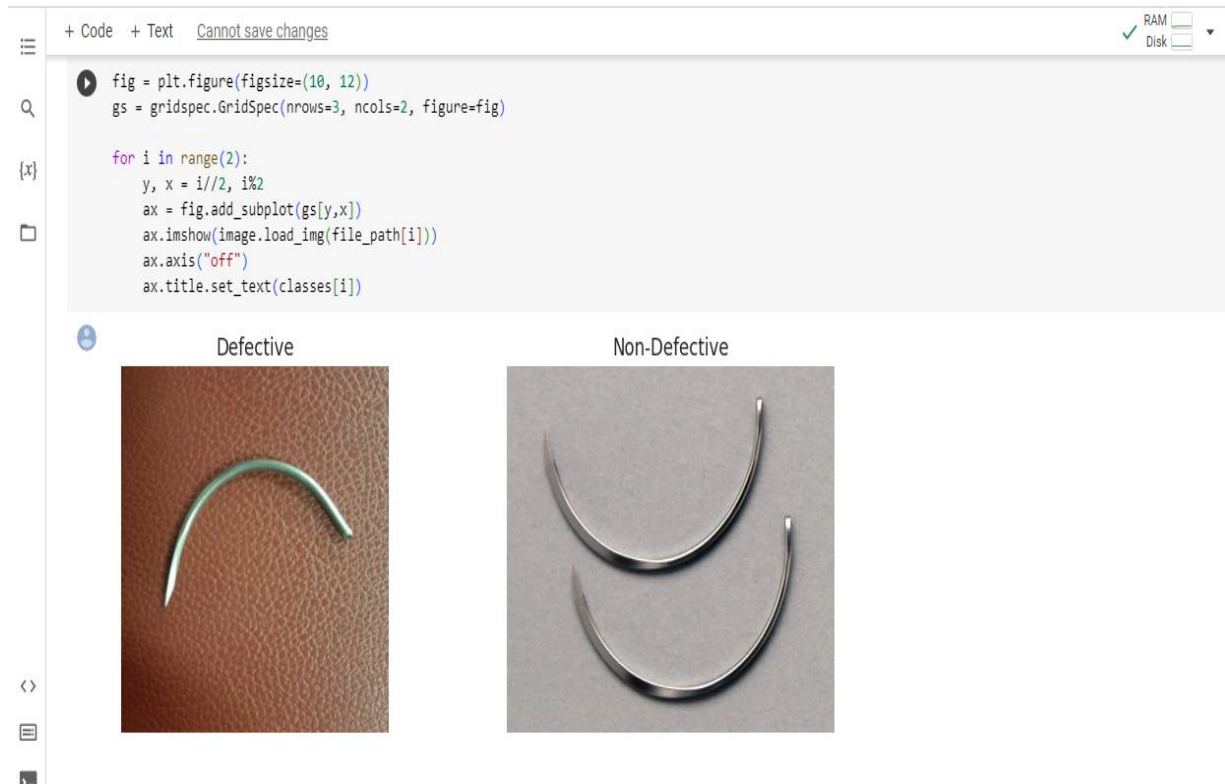 + Code + Text Cannot save changes
RAM
Disk
{x}
fig = plt.figure(figsize=(10, 12))
gs = gridspec.GridSpec(nrows=3, ncols=2, figure=fig)
for i in range(2):
    y, x = i//2, i%2
    ax = fig.add_subplot(gs[y,x])
    ax.imshow(image.load_img(file_path[i]))
    ax.axis("off")
    ax.title.set_text(classes[i])
Defective Non-Defective